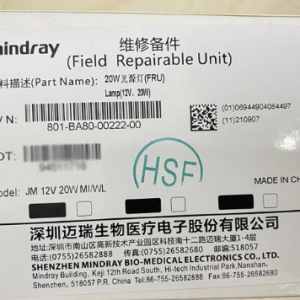 mindray
维修备件
(Field Repairable Unit)
料描述(Part Name): 20W光源灯(FRU)
Lamp(12V、20W)
/N: 801-BA80-00222-00
(01)06944904084497
(11)210907
OT:
HSF
Model: JM 12V 20W MI/WL
深圳迈瑞生物医疗电子股份有限公司
地址:深圳市南山区高新技术产业园区科技南十二路迈瑞大厦1-4层
电话:(0755)26582888 传真:(0755)26582680 518057
SHENZHEN MINDRAY BIO-MEDICAL ELECTRONICS CO., LTD.
Mindray Building, Keji 12th Road South, Hi-tech Industrial Park,Nanshan,
Shenzhen, 518057 P.R. China Tel: 86-755-26582888 Fax: 86-755-26582680